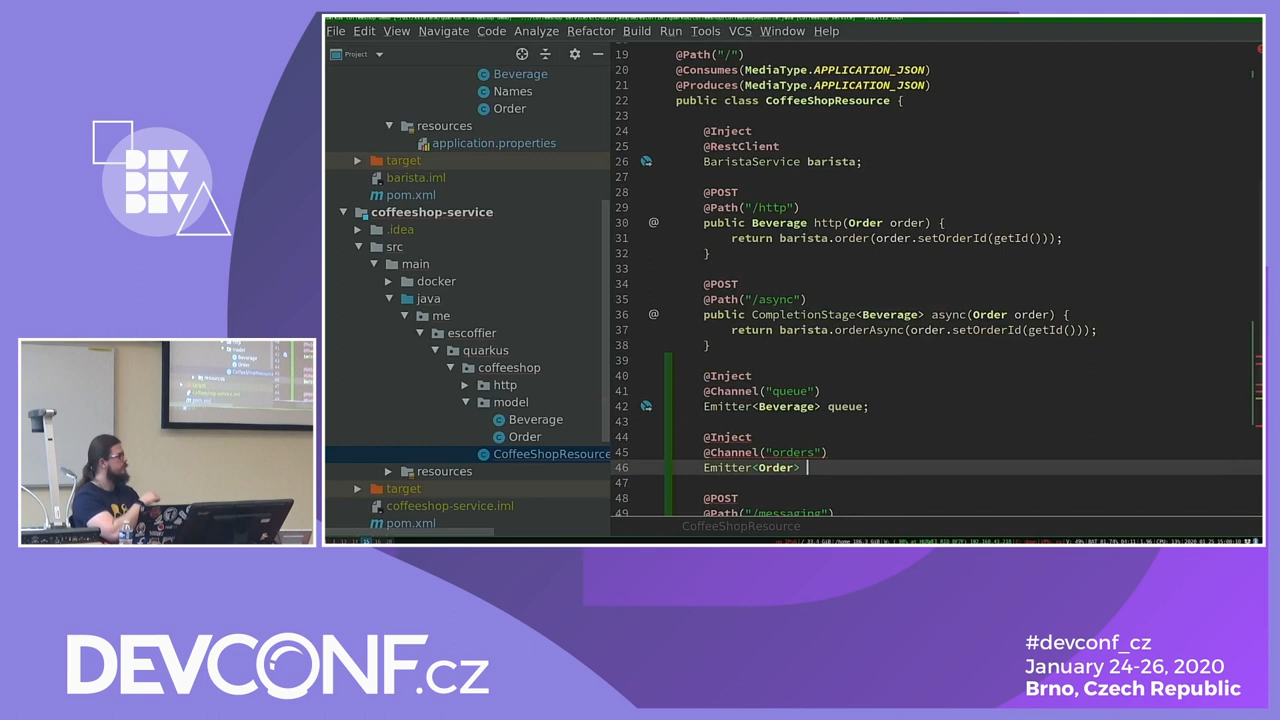 File Edit View Navigate Code Analyze Refactor Build Run Tools VCS Window Help
Project
Beverage
Names
Order
resources
application.properties
target
barista.iml
pom.xml
coffeeshop-service
.idea
src
main
docker
java
me
escoffier
quarkus
coffeeshop
http
model
Beverage
Order
CoffeeShopResource
resources
target
coffeeshop-service.iml
pom.xml
19 @Path("/")
20 @Consumes(MediaType.APPLICATION_JSON)
21 @Produces(MediaType.APPLICATION_JSON)
22 public class CoffeeShopResource {
23
24 @Inject
25 @RestClient
26 BaristaService barista;
27
28 @POST
29 @Path("/http")
30 @ public Beverage http(Order order) {
31 return barista.order(order.setOrderId(getId()));
32 }
33
34 @POST
35 @Path("/async")
36 @ public CompletionStage<Beverage> async(Order order) {
37 return barista.orderAsync(order.setOrderId(getId()));
38 }
39
40 @Inject
41 @Channel("queue")
42 Emitter<Beverage> queue;
43
44 @Inject
45 @Channel("orders")
46 Emitter<Order>
47
48 @POST
49 @Path("/messaging")
CoffeeShopResource
DEV
DEV
DEVCONF.cz
#devconf_cz
January 24-26, 2020
Brno, Czech Republic